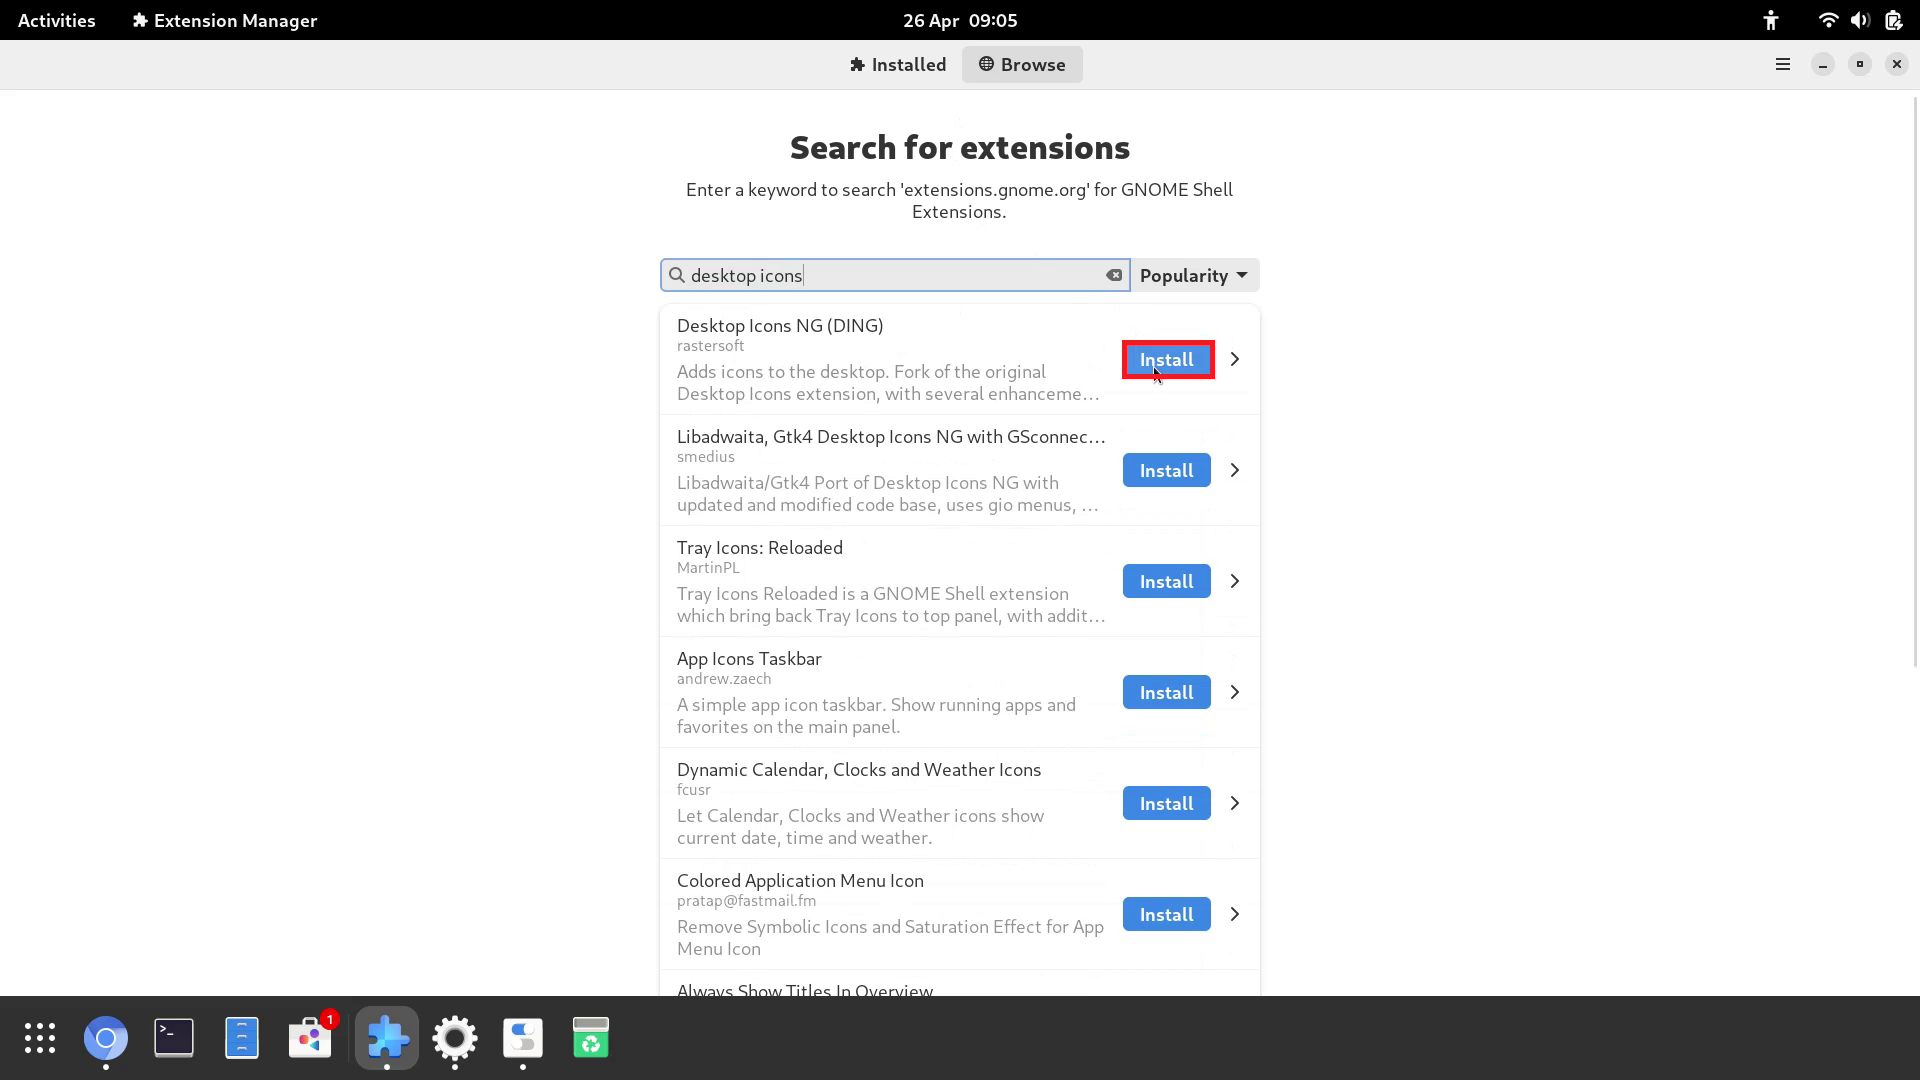 Activities
Extension Manager
26 Apr 09:05
Installed
Browse
Search for extensions
Enter a keyword to search 'extensions.gnome.org' for GNOME Shell
Extensions.
desktop icons
Popularity
Desktop Icons NG (DING)
rastersoft
Adds icons to the desktop. Fork of the original
Desktop Icons extension, with several enhanceme…
Install
Libadwaita, Gtk4 Desktop Icons NG with GSconnec…
smedius
Libadwaita/Gtk4 Port of Desktop Icons NG with
updated and modified code base, uses gio menus, …
Install
Tray Icons: Reloaded
MartinPL
Tray Icons Reloaded is a GNOME Shell extension
which bring back Tray Icons to top panel, with addit…
Install
App Icons Taskbar
andrew.zaech
A simple app icon taskbar. Show running apps and
favorites on the main panel.
Install
Dynamic Calendar, Clocks and Weather Icons
fcusr
Let Calendar, Clocks and Weather icons show
current date, time and weather.
Install
Colored Application Menu Icon
pratap@fastmail.fm
Remove Symbolic Icons and Saturation Effect for App
Menu Icon
Install
Always Show Titles In Overview
>_
1